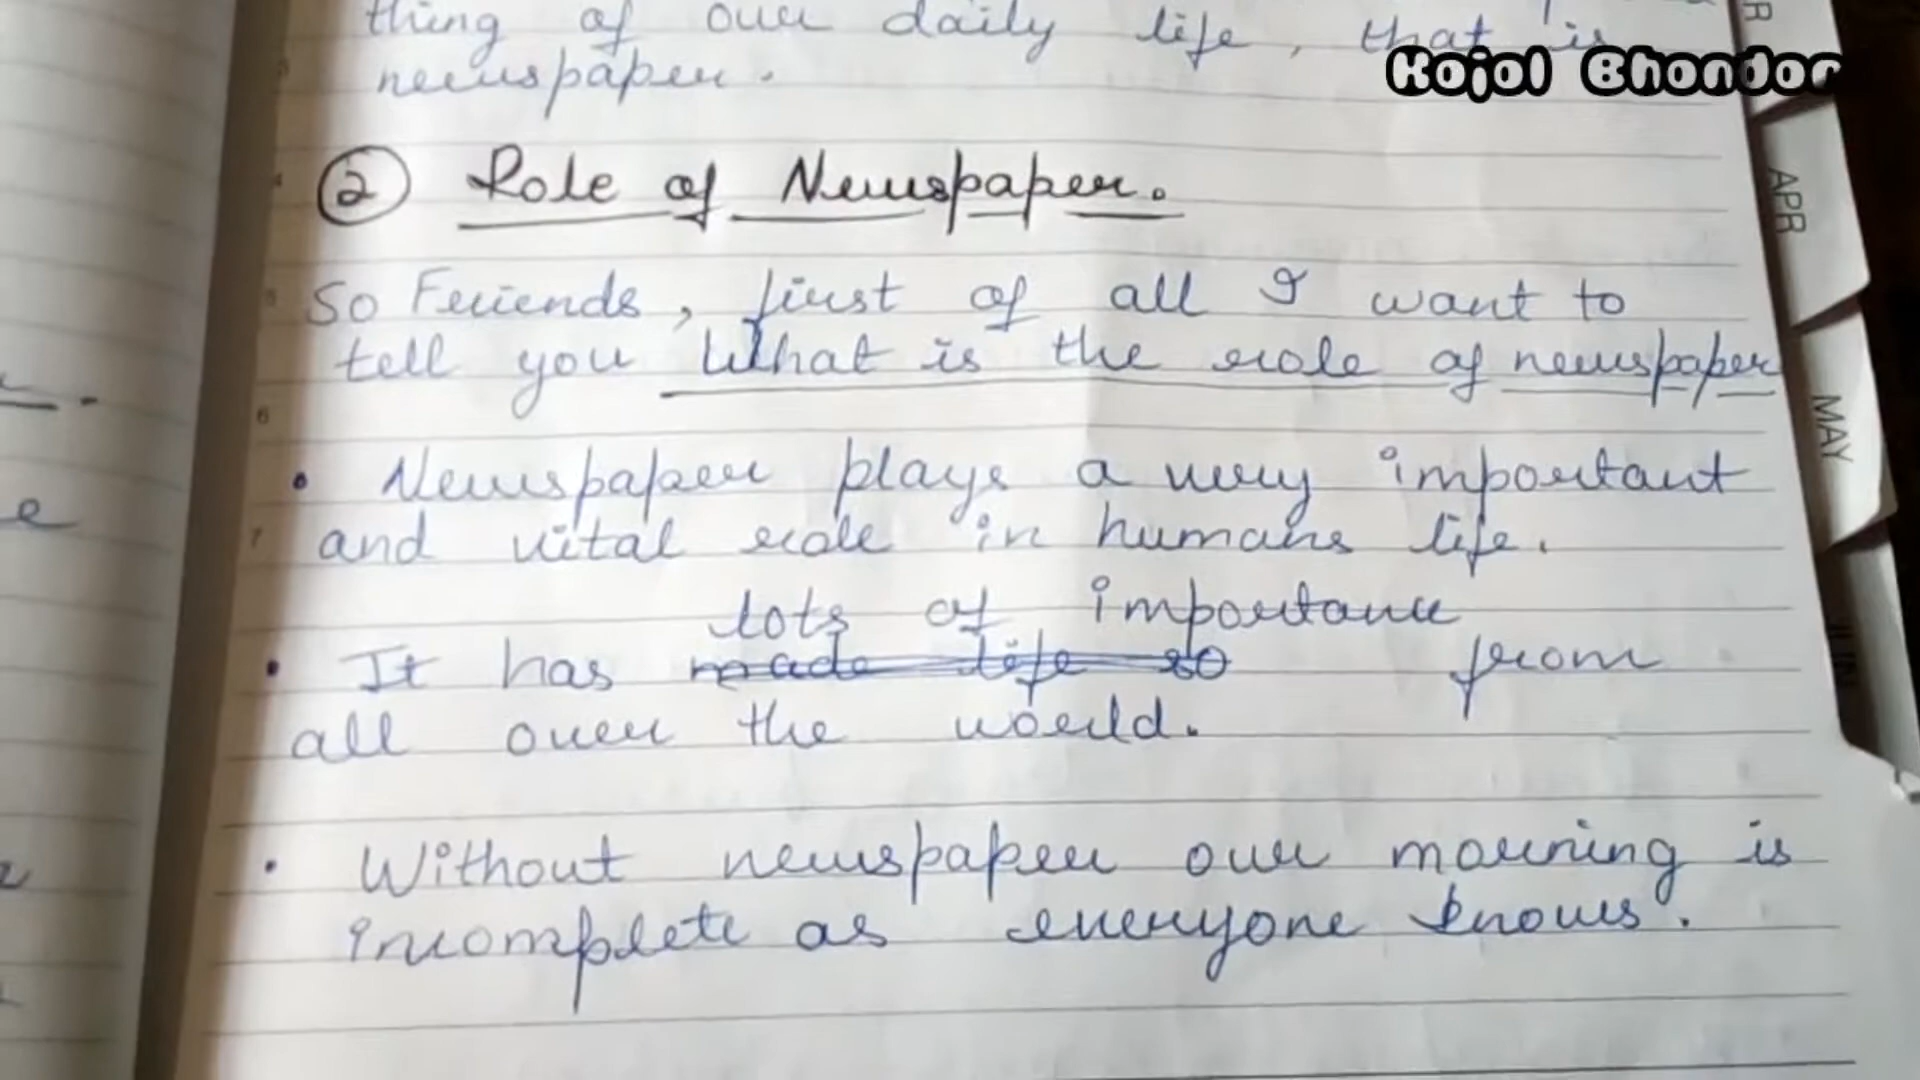 thing of our daily life, that is
newspaper.
Kajal Bhandari
② Role of Newspaper.
So Friends, first of all I want to
tell you What is the role of newspaper
• Newspaper plays a very important
and vital role in humans life.
lots of importance
• It has made life so from
all over the world.
• Without newspaper our morning is
incomplete as everyone knows.
APR
MAY